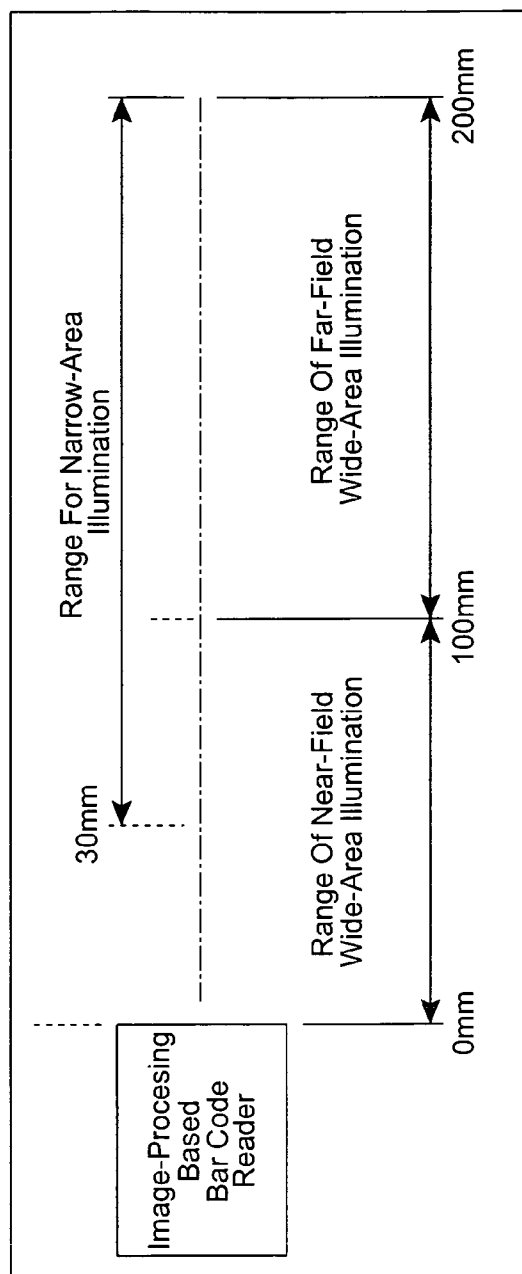 Image-Procesing
Based
Bar Code
Reader
30mm
Range For Narrow-Area
Illumination
Range Of Near-Field
Wide-Area Illumination
Range Of Far-Field
Wide-Area Illumination
0mm
100mm
200mm